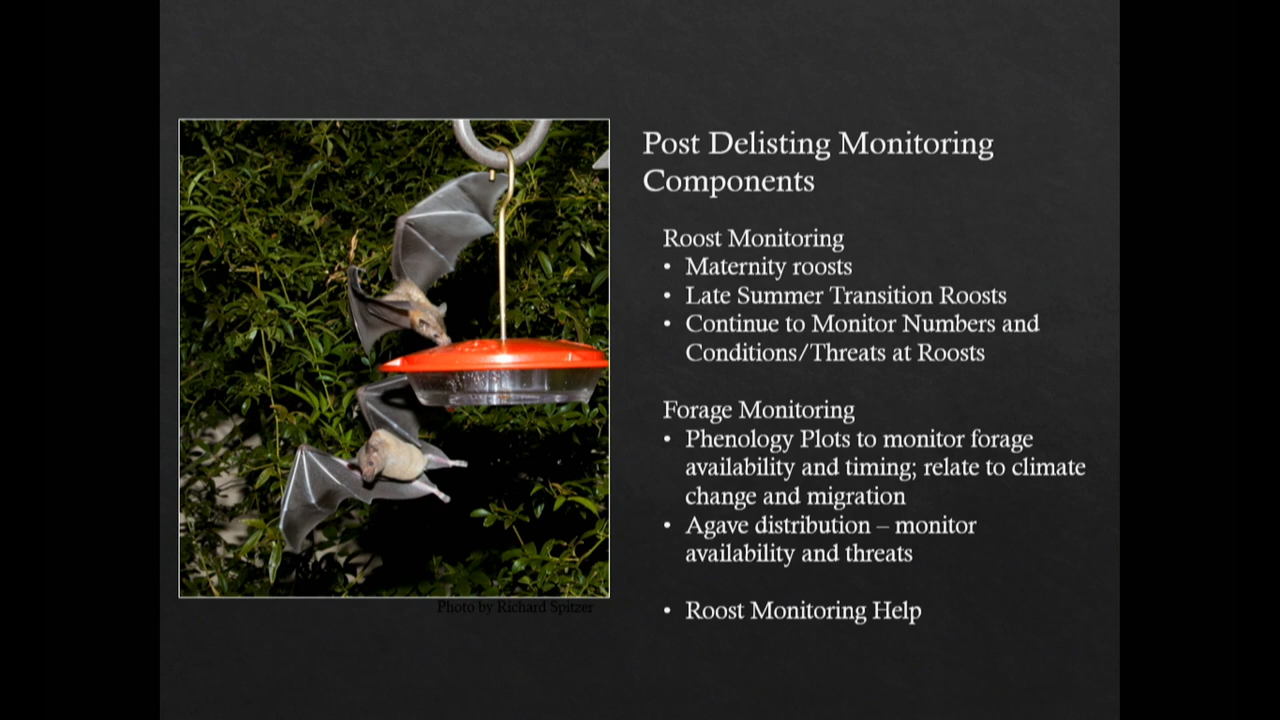 Post Delisting Monitoring
Components
Roost Monitoring
• Maternity roosts
• Late Summer Transition Roosts
• Continue to Monitor Numbers and
Conditions/Threats at Roosts
Forage Monitoring
• Phenology Plots to monitor forage
availability and timing; relate to climate
change and migration
• Agave distribution – monitor
availability and threats
• Roost Monitoring Help
Photo by Richard Spitzer